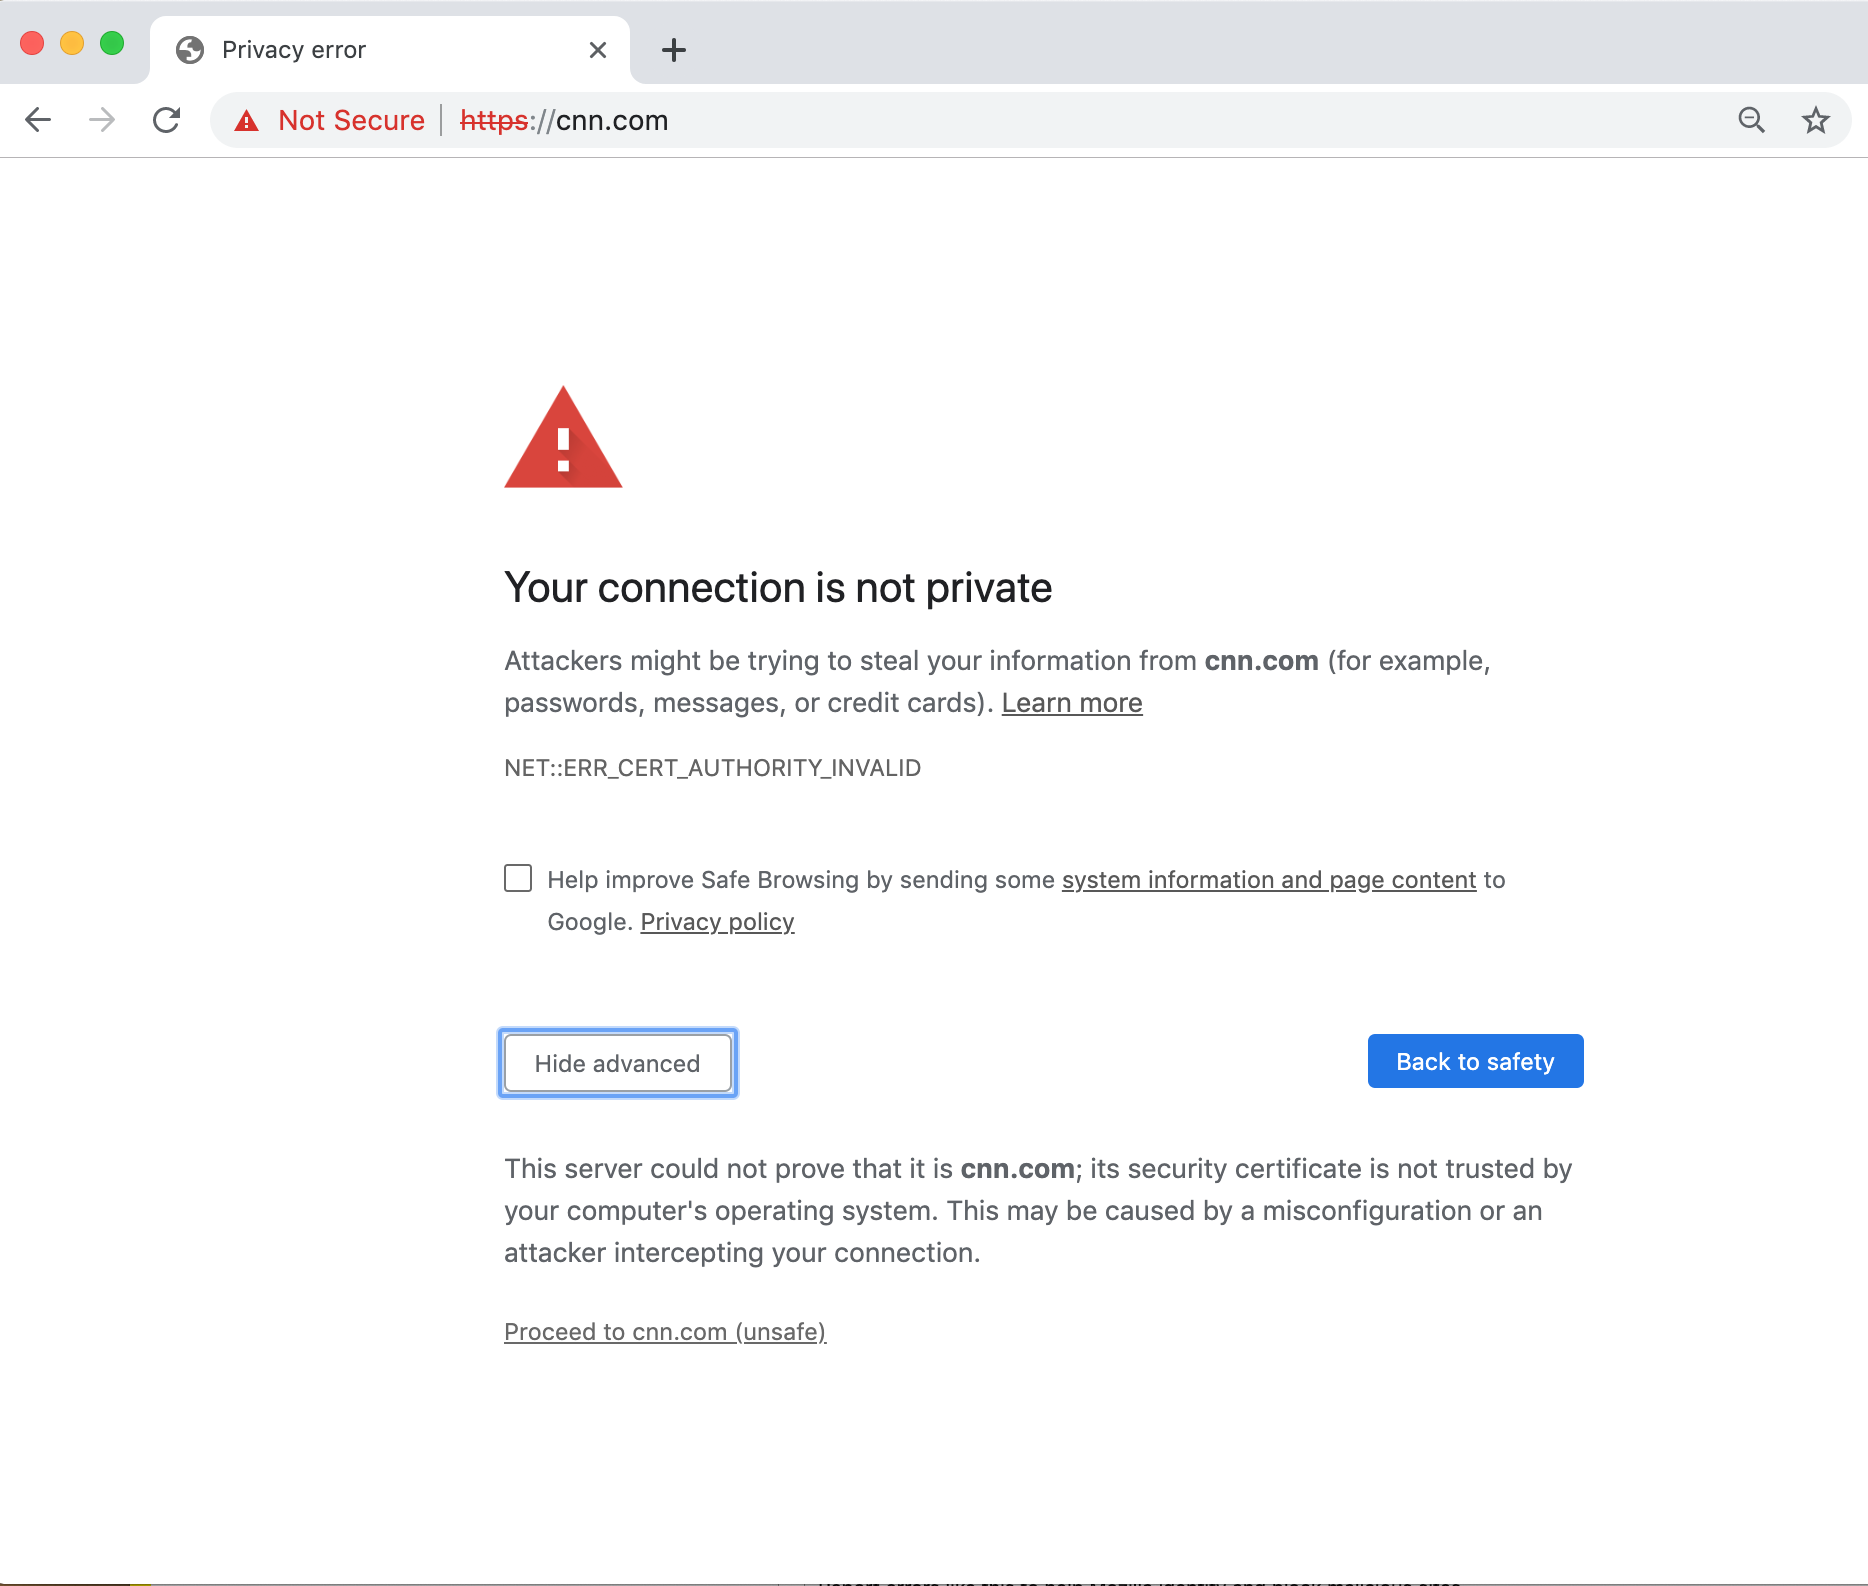 Privacy error
Not Secure | https://cnn.com
Your connection is not private
Attackers might be trying to steal your information from cnn.com (for example,
passwords, messages, or credit cards). Learn more
NET::ERR_CERT_AUTHORITY_INVALID
Help improve Safe Browsing by sending some system information and page content to
Google. Privacy policy
Hide advanced
Back to safety
This server could not prove that it is cnn.com; its security certificate is not trusted by
your computer's operating system. This may be caused by a misconfiguration or an
attacker intercepting your connection.
Proceed to cnn.com (unsafe)